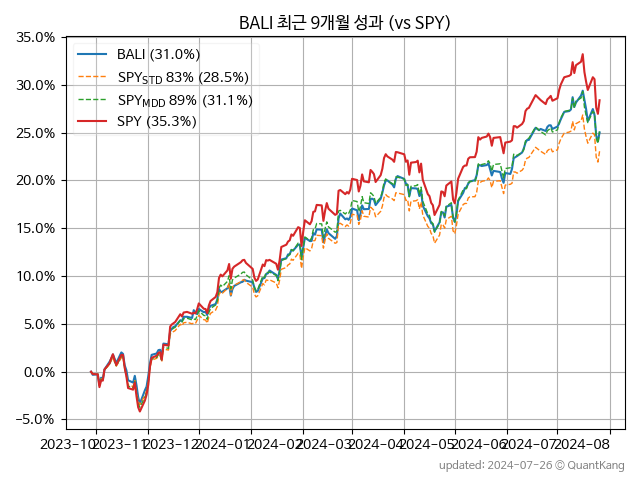 BALI 최근 9개월 성과 (vs SPY)
BALI (31.0%)
SPY_STD 83% (28.5%)
SPY_MDD 89% (31.1%)
SPY (35.3%)
35.0%
30.0%
25.0%
20.0%
15.0%
10.0%
5.0%
0.0%
−5.0%
2023-10 2023-11 2023-12 2024-01 2024-02 2024-03 2024-04 2024-05 2024-06 2024-07 2024-08
updated: 2024-07-26 © QuantKang